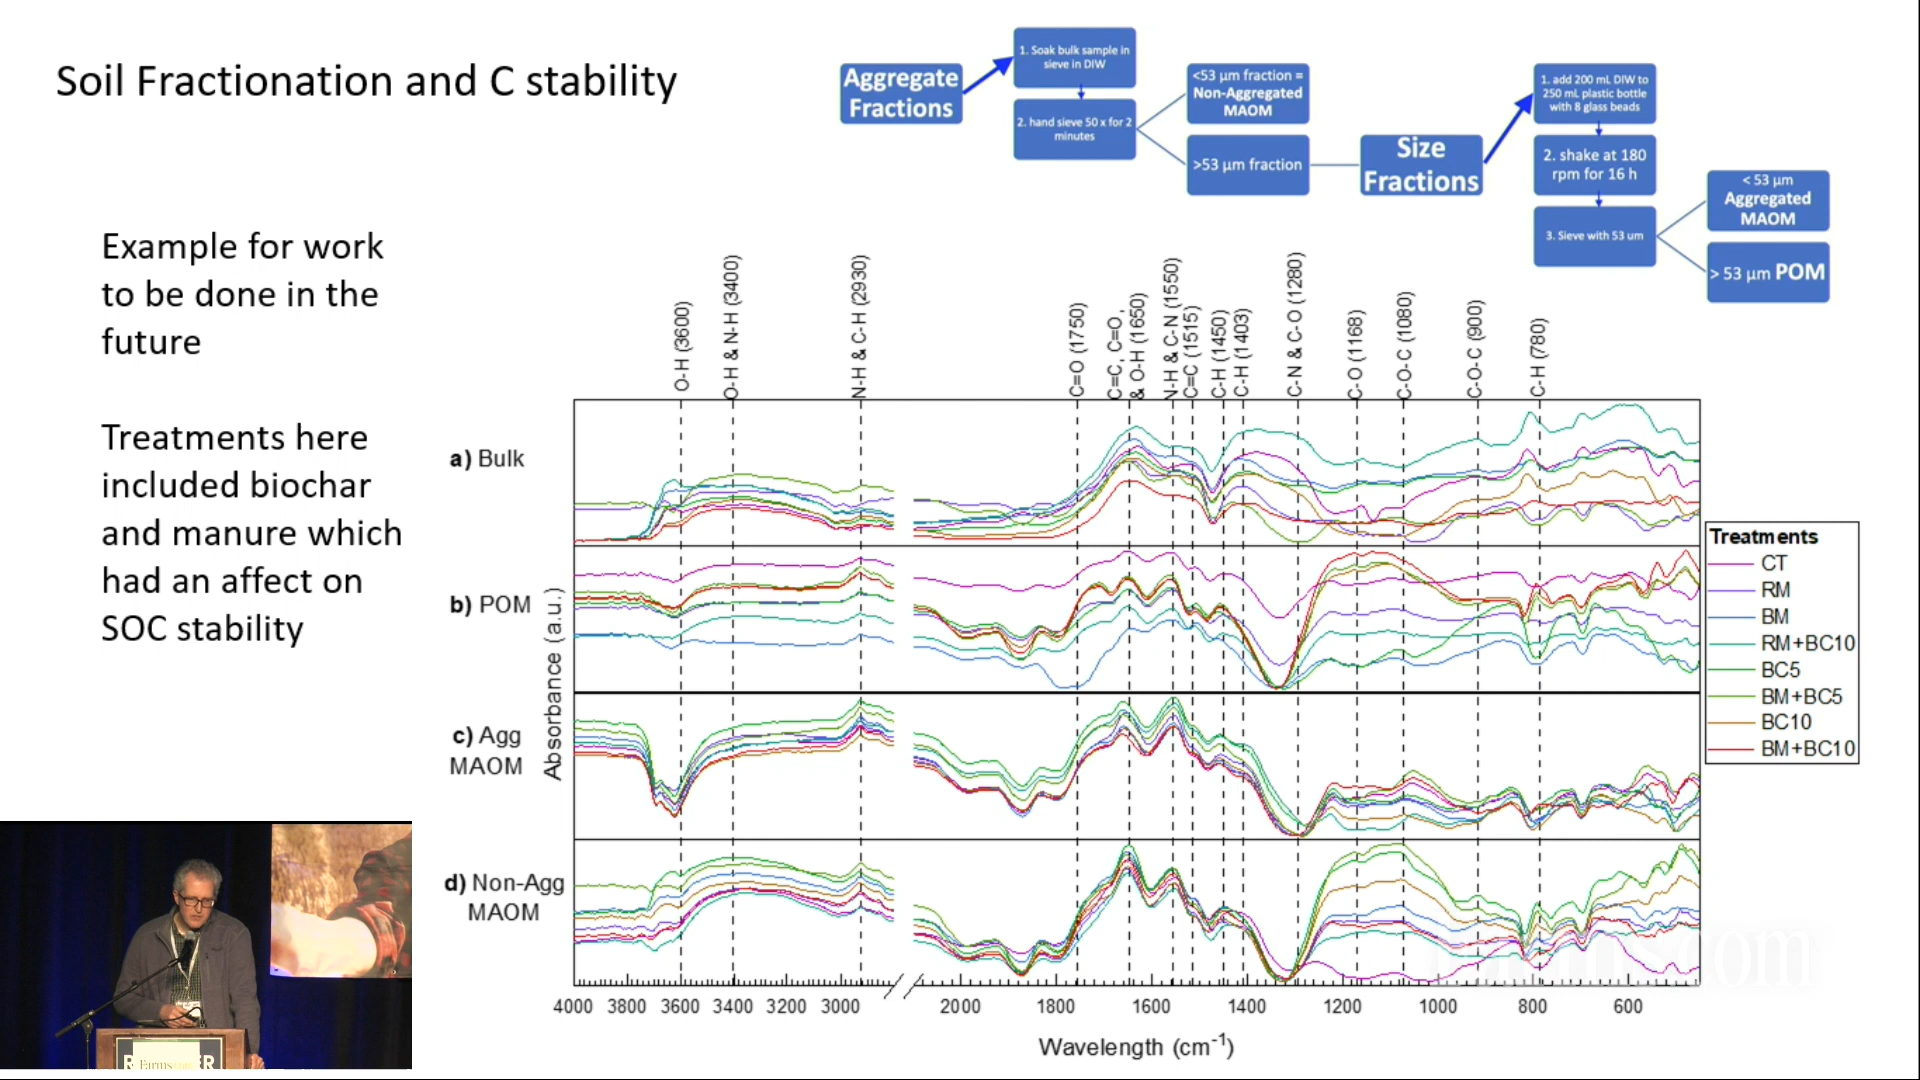 Soil Fractionation and C stability
Aggregate
Fractions
1. Soak bulk sample in
sieve in DIW
2. hand sieve 50 x for 2
minutes
<53 µm fraction =
Non-Aggregated
MAOM
>53 µm fraction
Size
Fractions
1. add 200 mL DIW to
250 mL plastic bottle
with 8 glass beads
2. shake at 180
rpm for 16 h
3. Sieve with 53 um
< 53 µm
Aggregated
MAOM
> 53 µm POM
Example for work
to be done in the
future
Treatments here
included biochar
and manure which
had an affect on
SOC stability
O-H (3600)
O-H & N-H (3400)
N-H & C-H (2930)
C=O (1750)
C=C, C=O,
& O-H (1650)
N-H & C-N (1550)
C=C (1515)
C-H (1450)
C-H (1403)
C-N & C-O (1280)
C-O (1168)
C-O-C (1080)
C-O-C (900)
C-H (780)
a) Bulk
b) POM
c) Agg
MAOM
d) Non-Agg
MAOM
Absorbance (a.u.)
Treatments
CT
RM
BM
RM+BC10
BC5
BM+BC5
BC10
BM+BC10
4000 3800 3600 3400 3200 3000 2000 1800 1600 1400 1200 1000 800 600
Wavelength (cm-1)
Farms